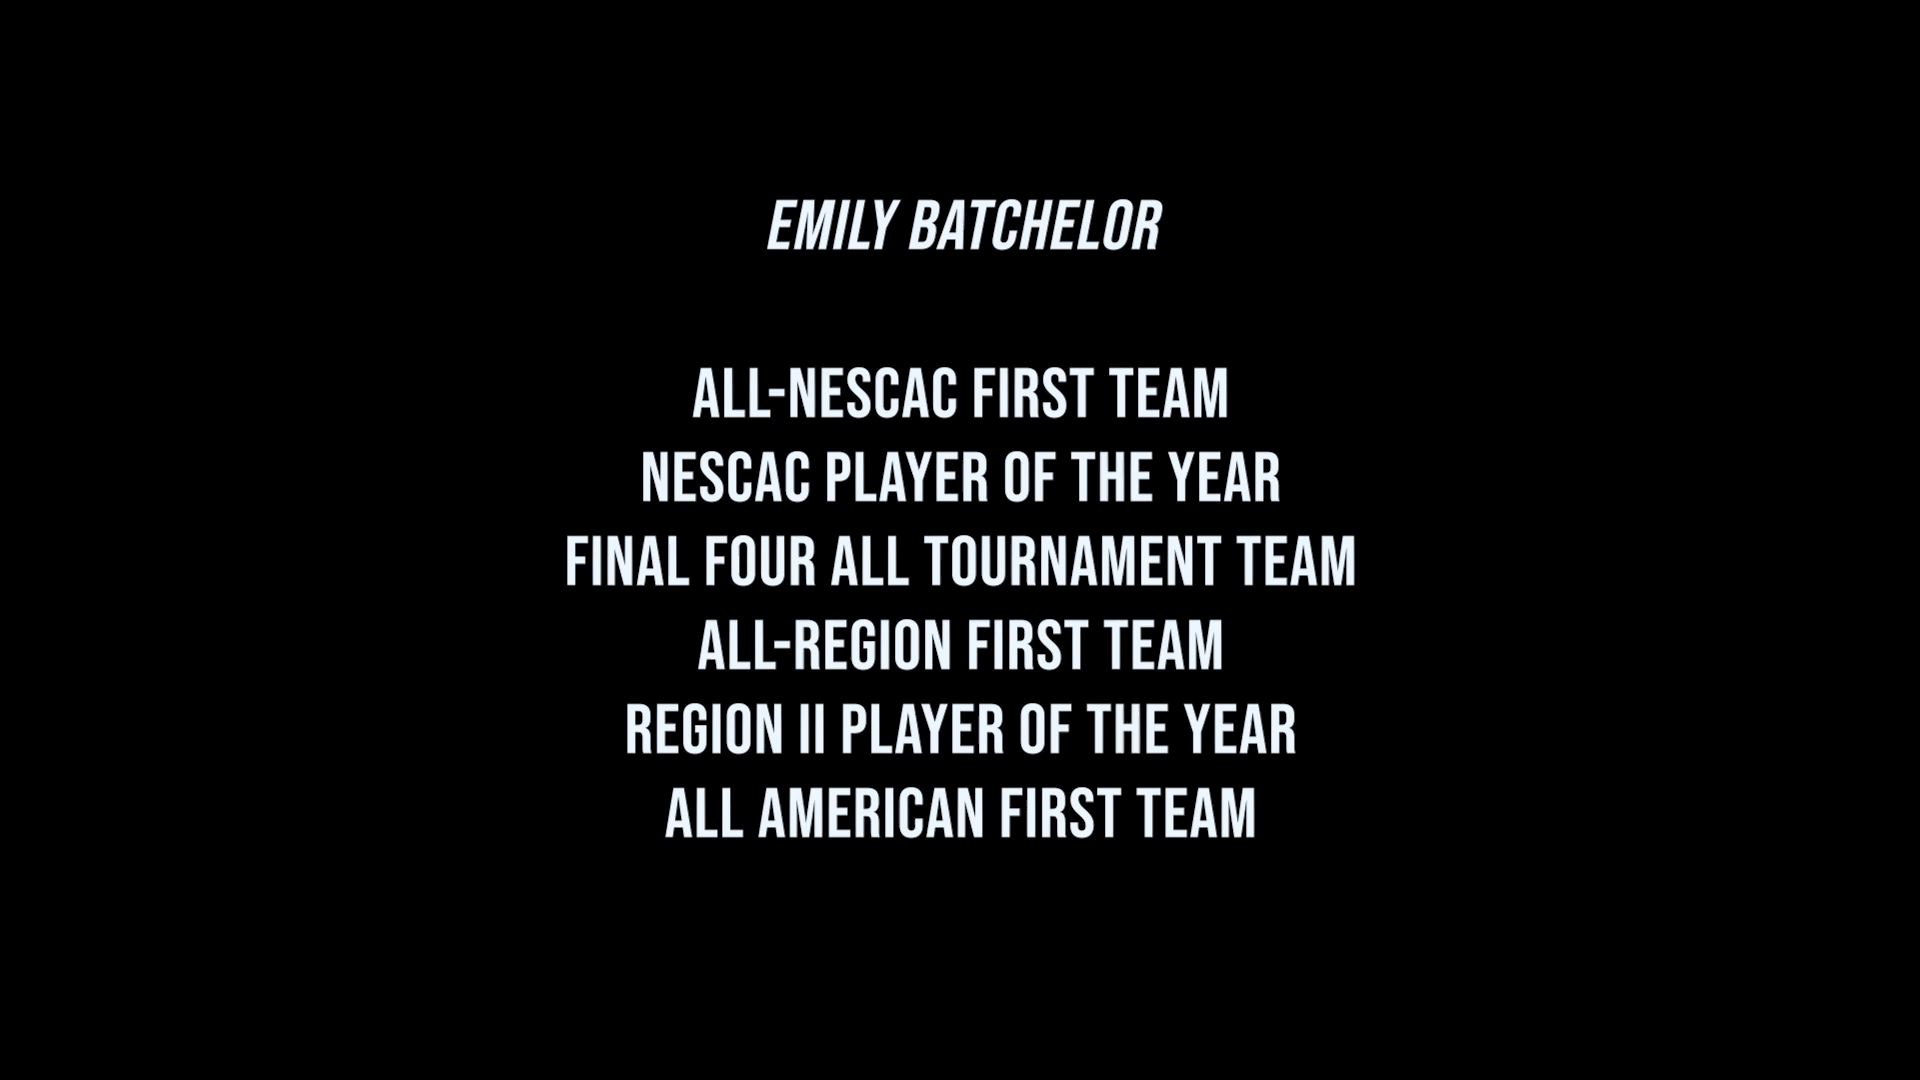 EMILY BATCHELOR
ALL-NESCAC FIRST TEAM
NESCAC PLAYER OF THE YEAR
FINAL FOUR ALL TOURNAMENT TEAM
ALL-REGION FIRST TEAM
REGION II PLAYER OF THE YEAR
ALL AMERICAN FIRST TEAM